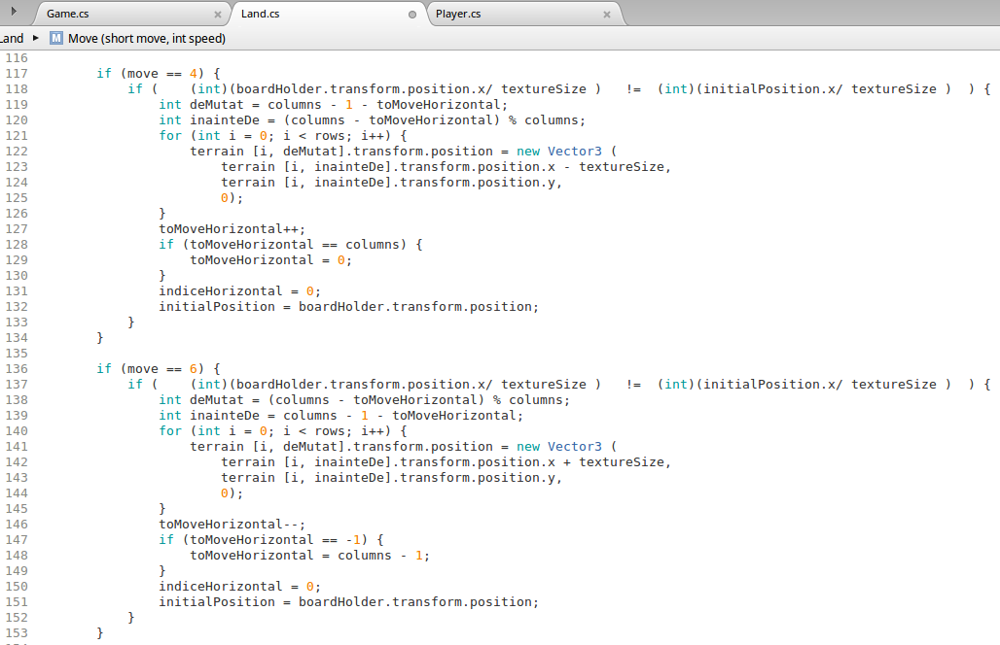 Game.cs × Land.cs Player.cs ×
Land ▸ M Move (short move, int speed)
116
117 if (move == 4) {
118 if ( (int)(boardHolder.transform.position.x/ textureSize ) != (int)(initialPosition.x/ textureSize ) ) {
119 int deMutat = columns - 1 - toMoveHorizontal;
120 int inainteDe = (columns - toMoveHorizontal) % columns;
121 for (int i = 0; i < rows; i++) {
122 terrain [i, deMutat].transform.position = new Vector3 (
123 terrain [i, inainteDe].transform.position.x - textureSize,
124 terrain [i, inainteDe].transform.position.y,
125 0);
126 }
127 toMoveHorizontal++;
128 if (toMoveHorizontal == columns) {
129 toMoveHorizontal = 0;
130 }
131 indiceHorizontal = 0;
132 initialPosition = boardHolder.transform.position;
133 }
134 }
135
136 if (move == 6) {
137 if ( (int)(boardHolder.transform.position.x/ textureSize ) != (int)(initialPosition.x/ textureSize ) ) {
138 int deMutat = (columns - toMoveHorizontal) % columns;
139 int inainteDe = columns - 1 - toMoveHorizontal;
140 for (int i = 0; i < rows; i++) {
141 terrain [i, deMutat].transform.position = new Vector3 (
142 terrain [i, inainteDe].transform.position.x + textureSize,
143 terrain [i, inainteDe].transform.position.y,
144 0);
145 }
146 toMoveHorizontal--;
147 if (toMoveHorizontal == -1) {
148 toMoveHorizontal = columns - 1;
149 }
150 indiceHorizontal = 0;
151 initialPosition = boardHolder.transform.position;
152 }
153 }